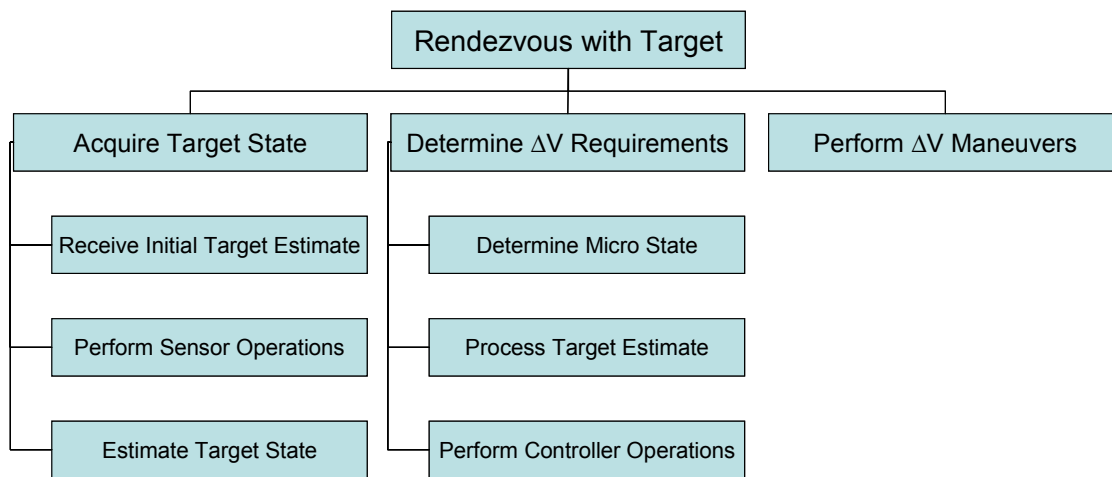 Rendezvous with Target
Acquire Target State
Determine ∆V Requirements
Perform ∆V Maneuvers
Receive Initial Target Estimate
Determine Micro State
Perform Sensor Operations
Process Target Estimate
Estimate Target State
Perform Controller Operations